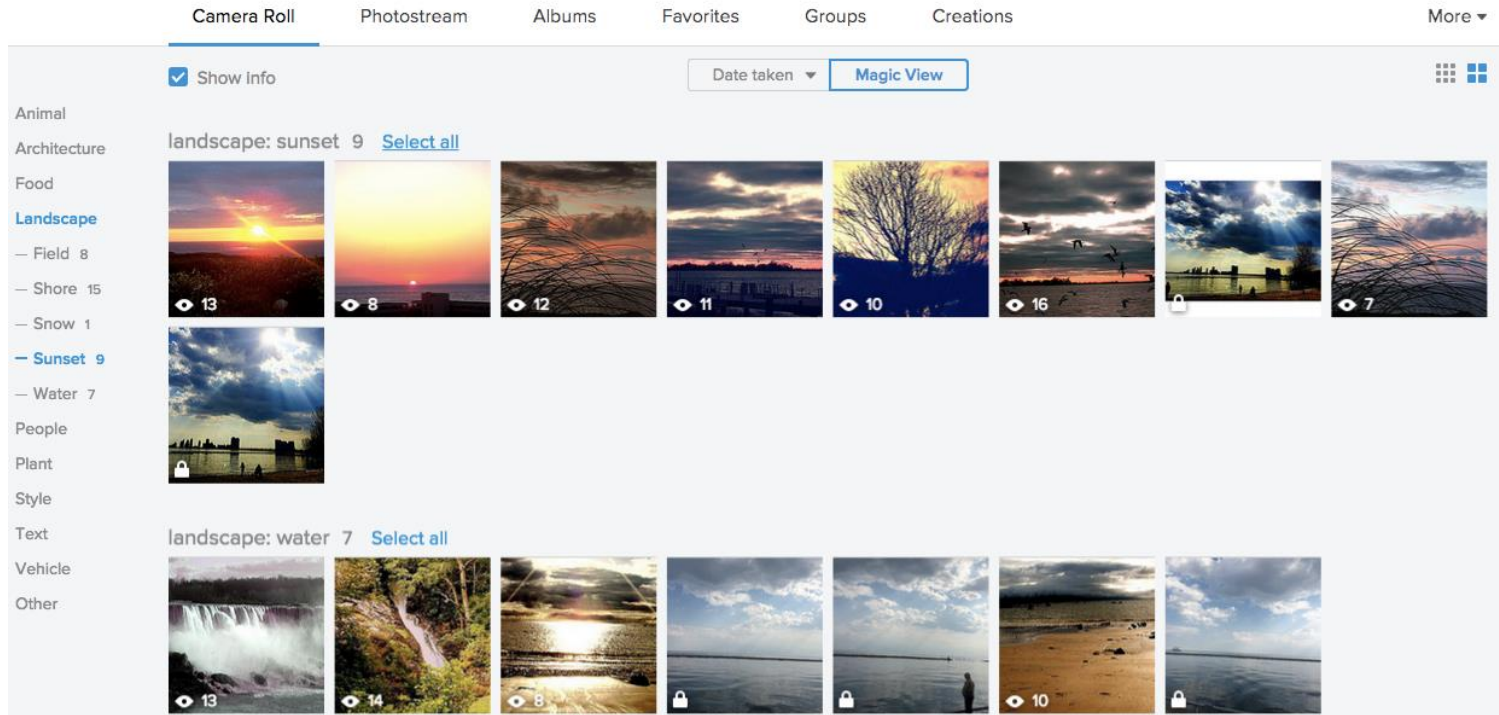 Camera Roll Photostream Albums Favorites Groups Creations More
Show info Date taken Magic View
Animal
Architecture
Food
Landscape
— Field 8
— Shore 15
— Snow 1
— Sunset 9
— Water 7
People
Plant
Style
Text
Vehicle
Other
landscape: sunset 9 Select all
13 8 12 11 10 16 7
landscape: water 7 Select all
13 14 8 10